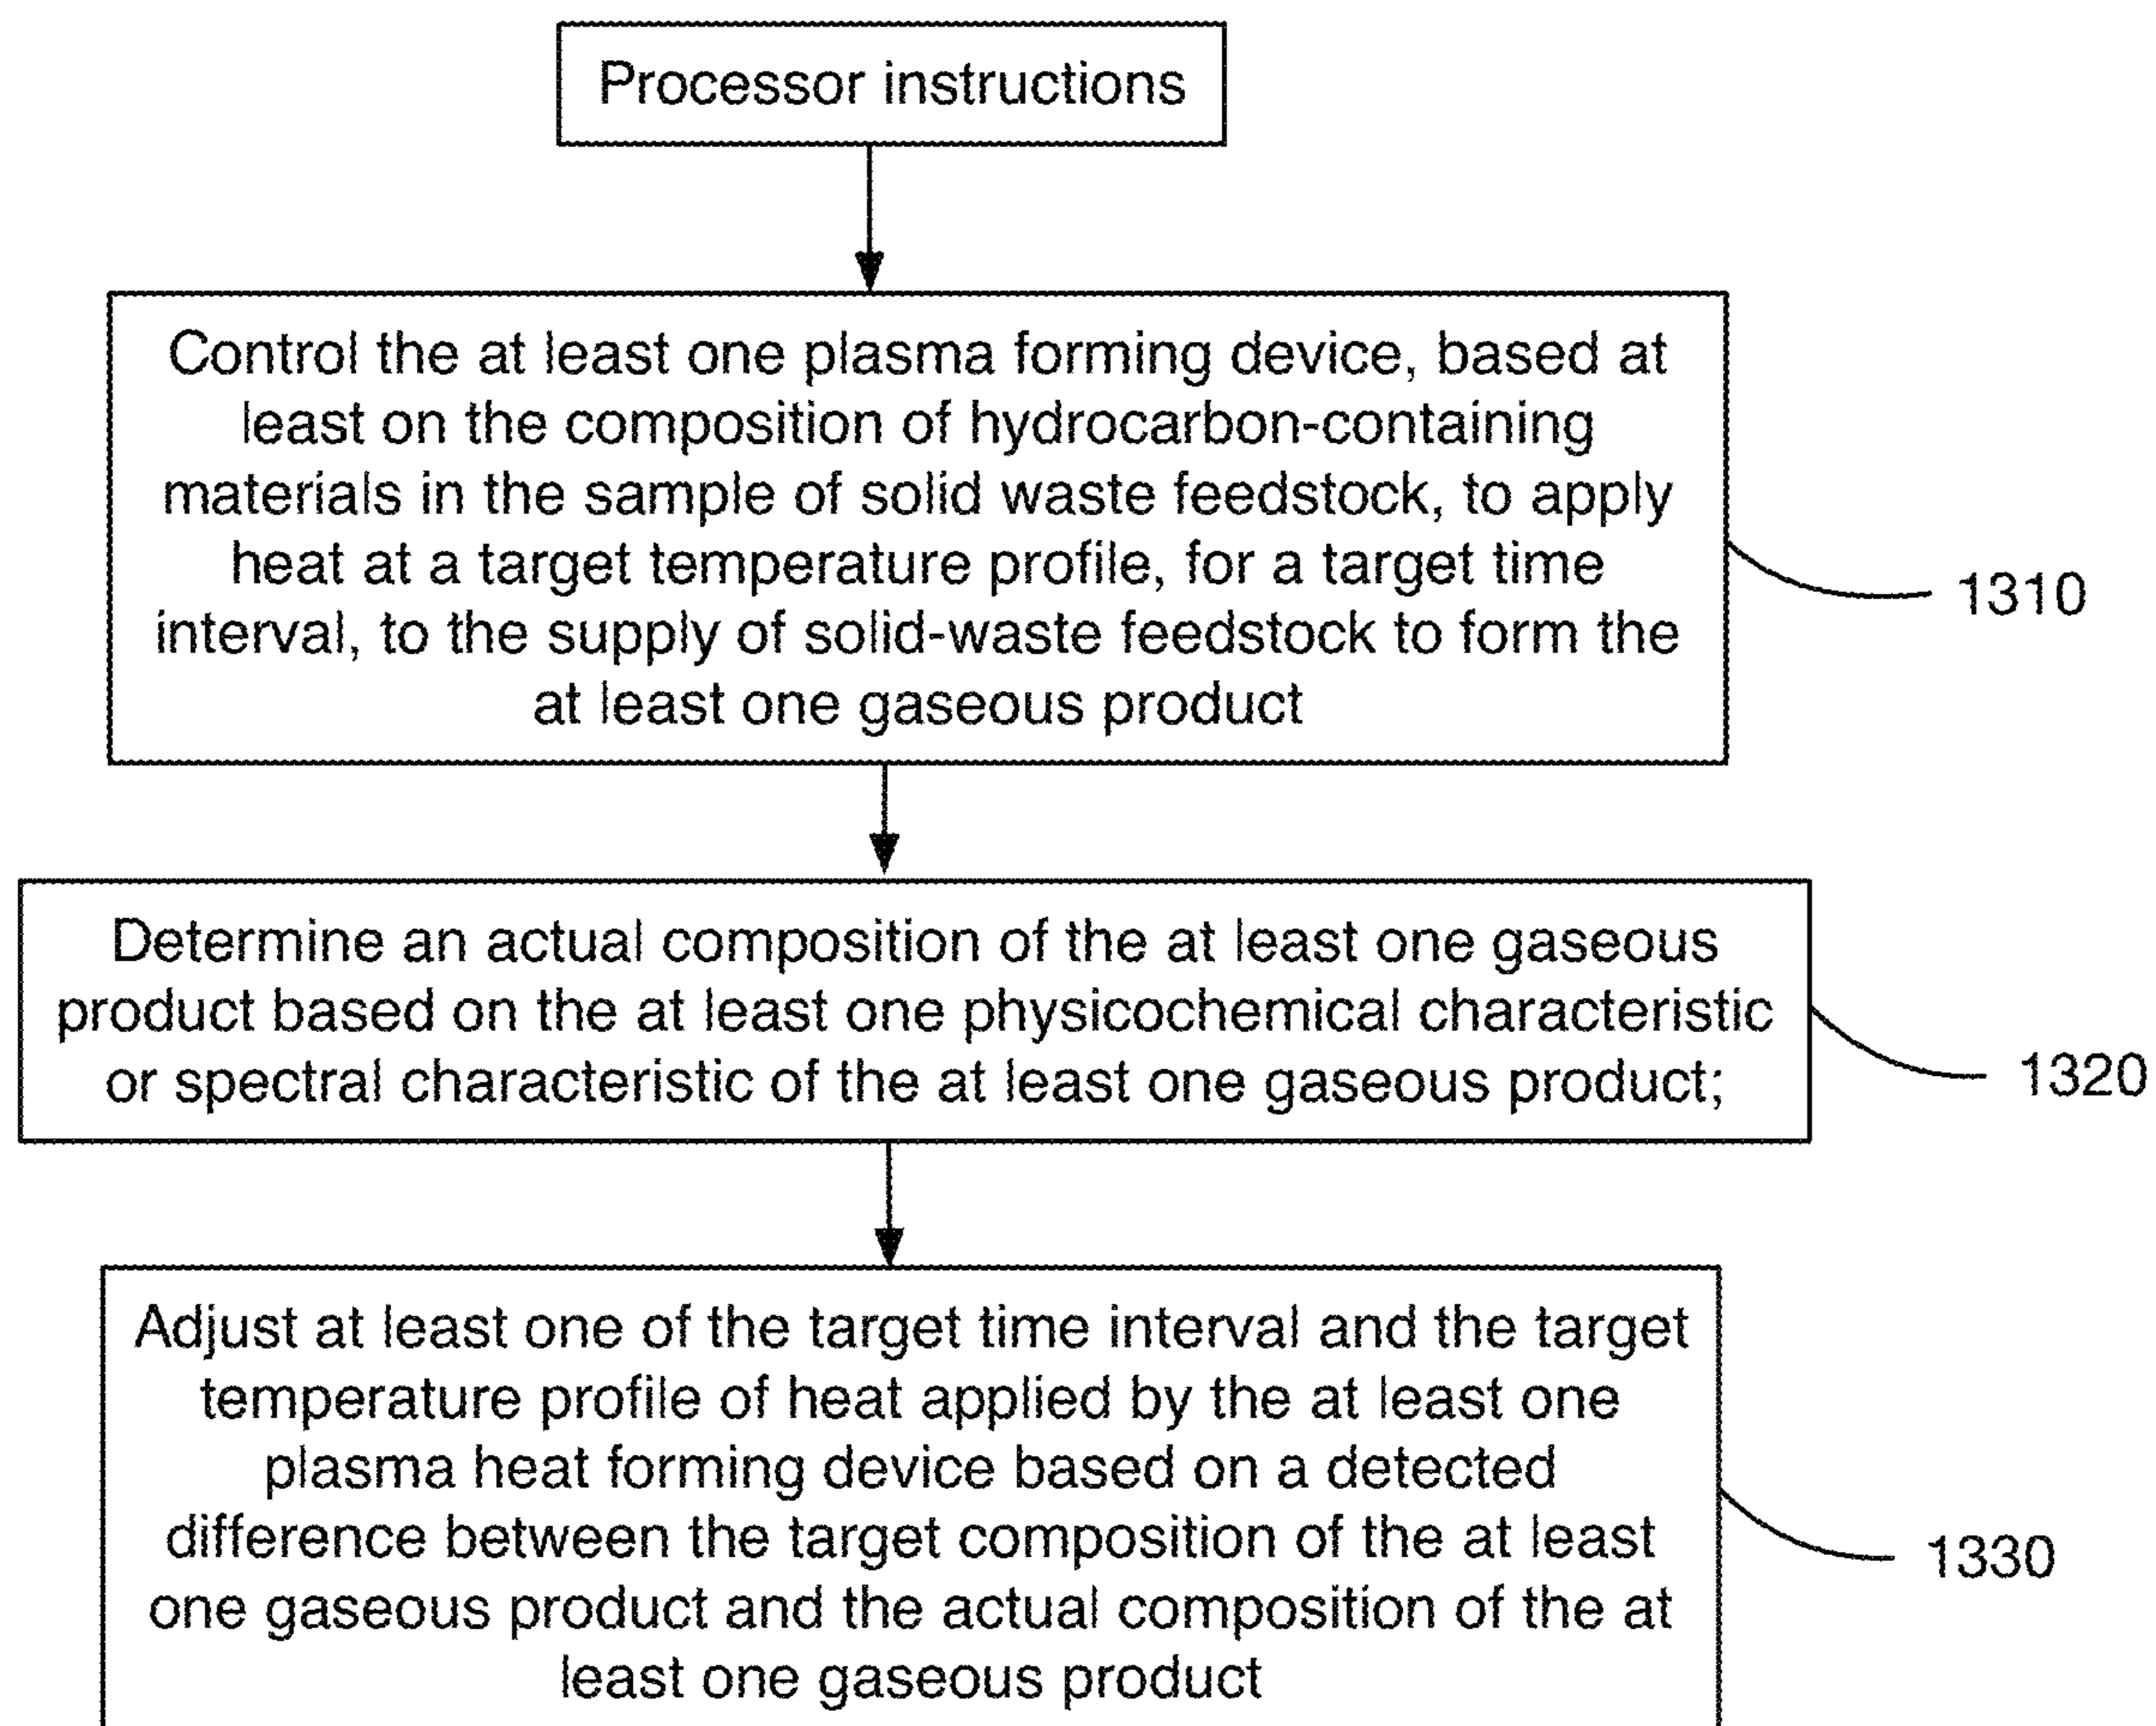 Processor instructions
Control the at least one plasma forming device, based at
least on the composition of hydrocarbon-containing
materials in the sample of solid waste feedstock, to apply
heat at a target temperature profile, for a target time
interval, to the supply of solid-waste feedstock to form the
at least one gaseous product
1310
Determine an actual composition of the at least one gaseous
product based on the at least one physicochemical characteristic
or spectral characteristic of the at least one gaseous product;
1320
Adjust at least one of the target time interval and the target
temperature profile of heat applied by the at least one
plasma heat forming device based on a detected
difference between the target composition of the at least
one gaseous product and the actual composition of the at
least one gaseous product
1330